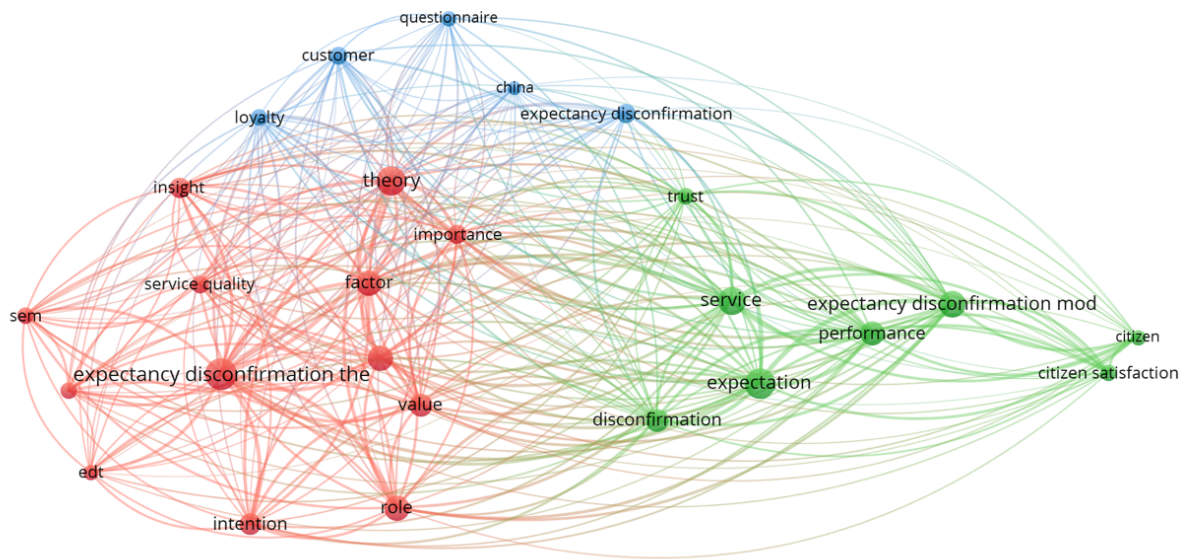 questionnaire
customer
china
loyalty
expectancy disconfirmation
theory
insight
trust
importance
factor
service quality
service
expectancy disconfirmation mod
sem
performance
citizen
expectancy disconfirmation the
citizen satisfaction
expectation
value
disconfirmation
edt
role
intention